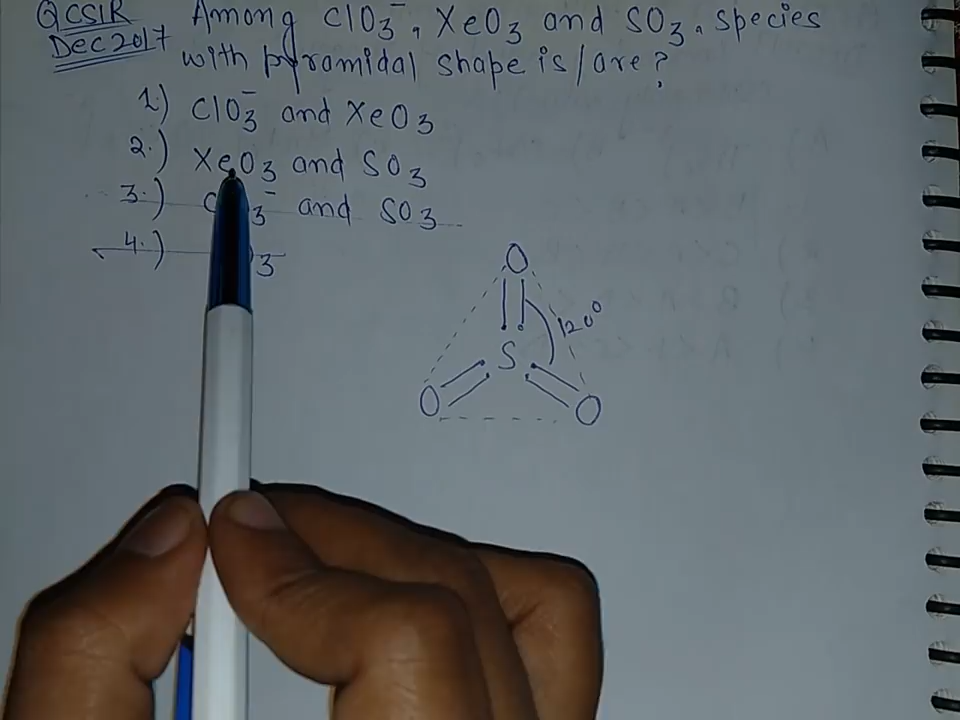 Q CSIR Among ClO₃⁻, XeO₃ and SO₃, species
Dec 2017 with pyramidal shape is/are?
1.) ClO₃⁻ and XeO₃
2.) XeO₃ and SO₃
3.) 3⁻ and SO₃
4.) 3
O
120°
S
O O